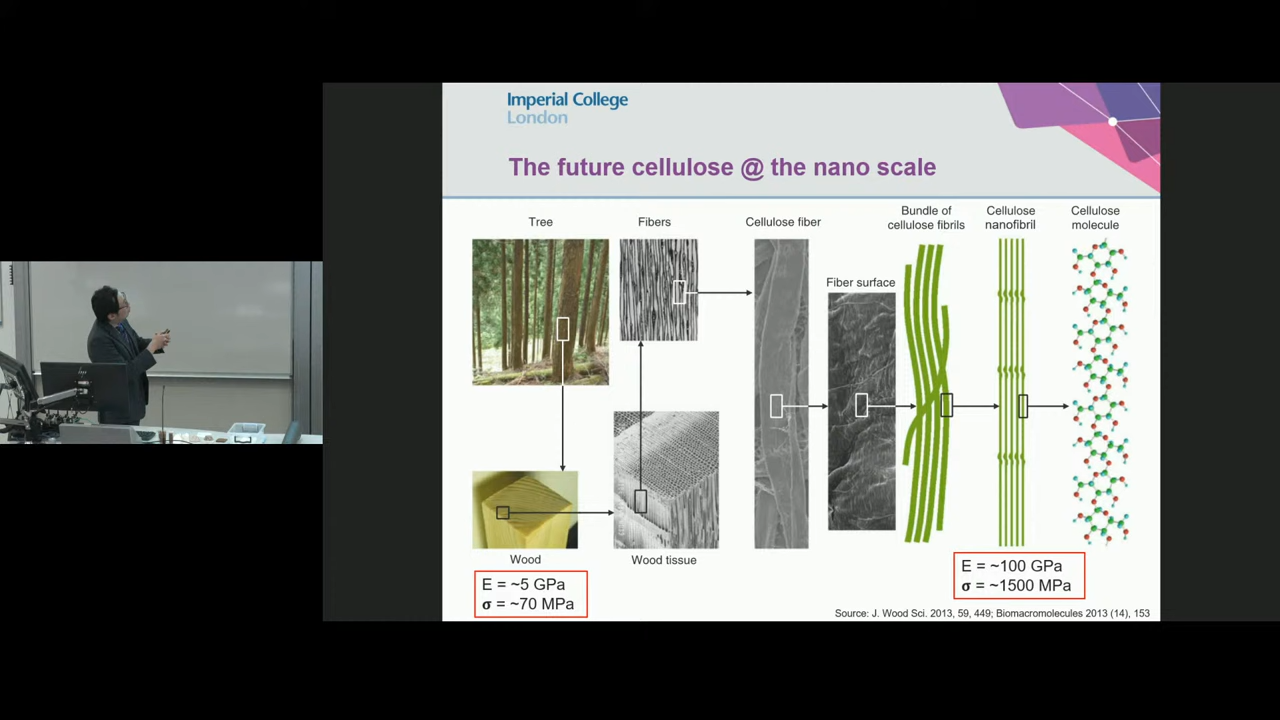 Imperial College
London
The future cellulose @ the nano scale
Tree
Fibers
Cellulose fiber
Fiber surface
Bundle of
cellulose fibrils
Cellulose
nanofibril
Cellulose
molecule
Wood
Wood tissue
E = ~5 GPa
σ = ~70 MPa
E = ~100 GPa
σ = ~1500 MPa
Source: J. Wood Sci. 2013, 59, 449; Biomacromolecules 2013 (14), 153